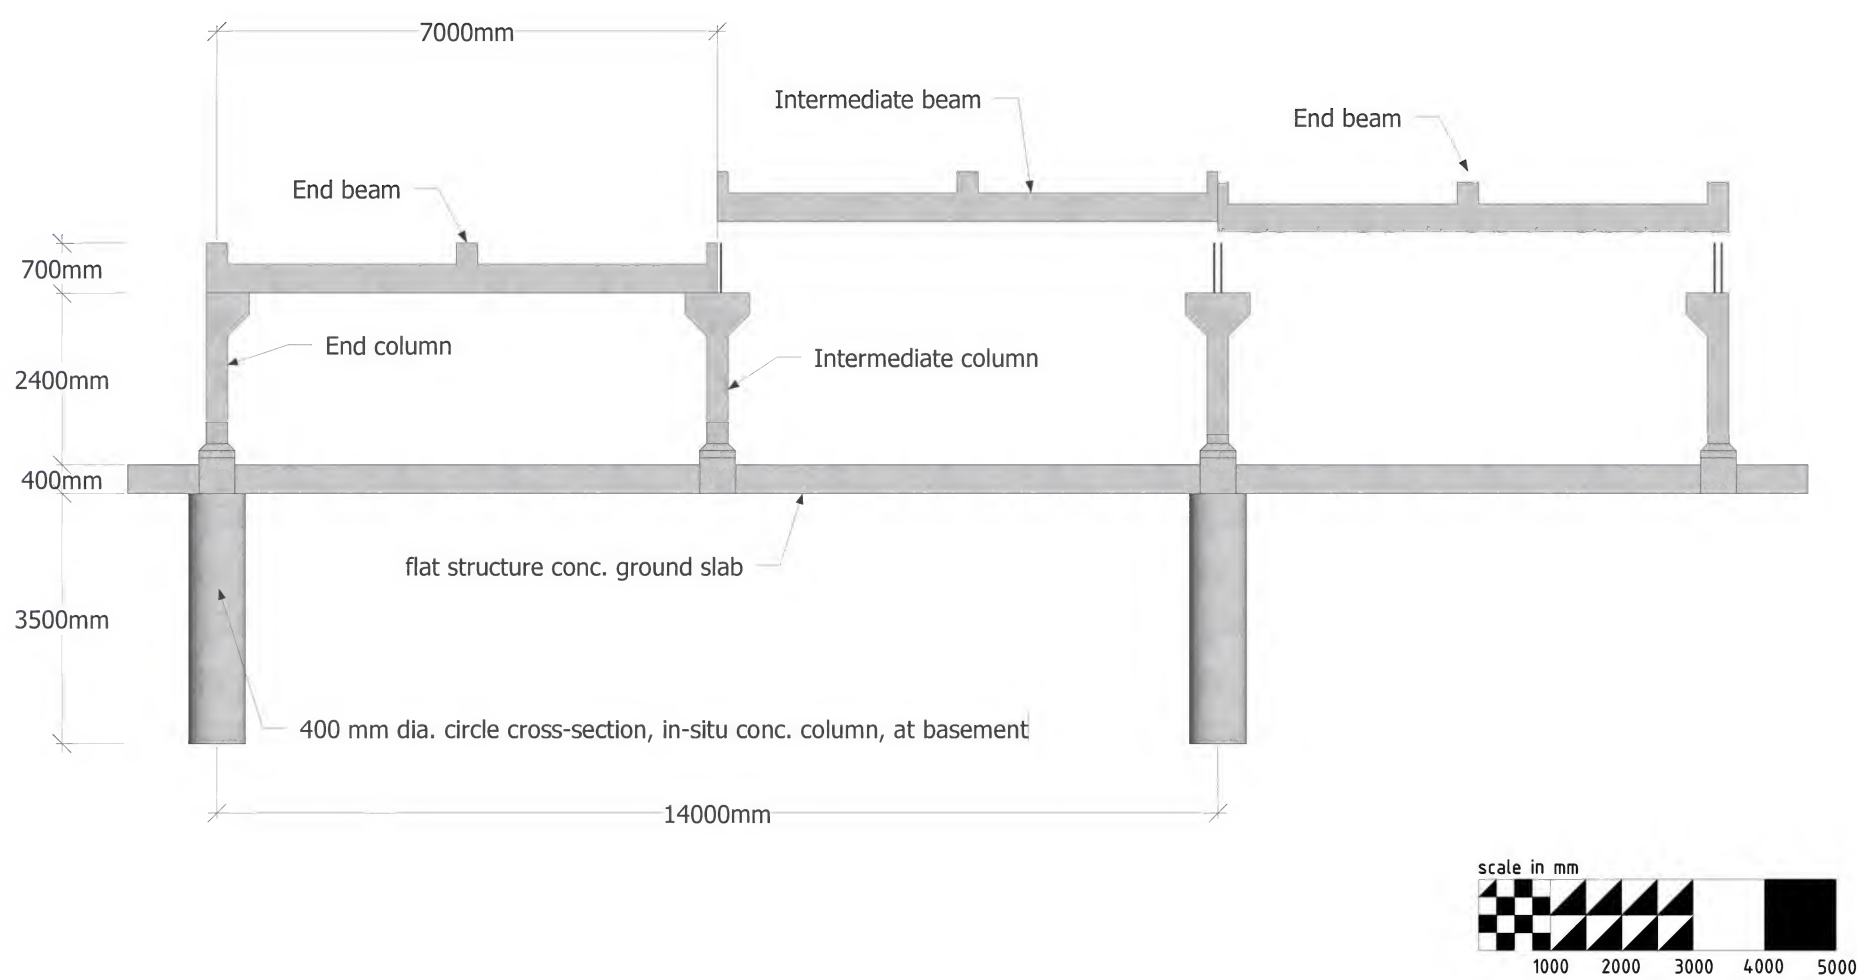 7000mm
Intermediate beam
End beam
End beam
700mm
End column
Intermediate column
2400mm
400mm
flat structure conc. ground slab
3500mm
400 mm dia. circle cross-section, in-situ conc. column, at basement
14000mm
scale in mm
1000 2000 3000 4000 5000